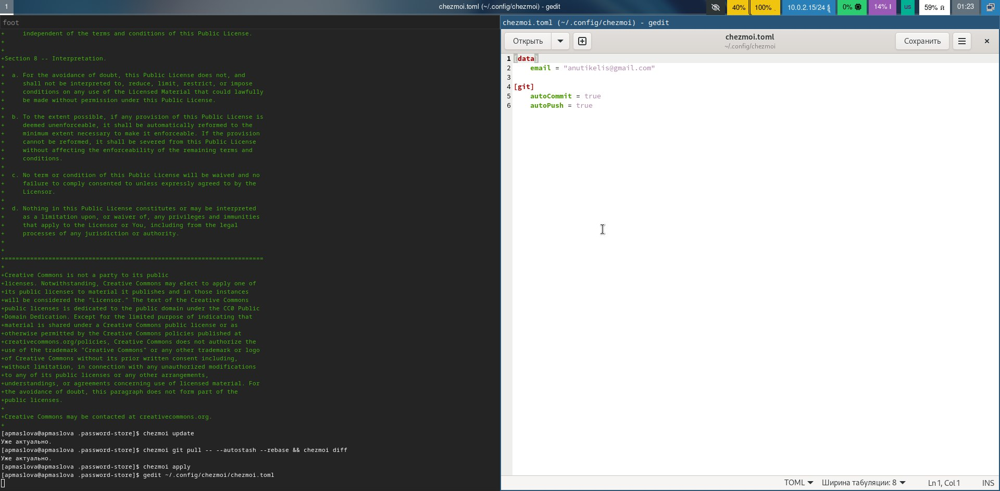 1
chezmoi.toml (~/.config/chezmoi) - gedit
40%
100%
10.0.2.15/24
0%
14%
us
59%
01:23
foot
+     independent of the terms and conditions of this Public License.
+
+
+Section 8 -- Interpretation.
+
+  a. For the avoidance of doubt, this Public License does not, and
+     shall not be interpreted to, reduce, limit, restrict, or impose
+     conditions on any use of the Licensed Material that could lawfully
+     be made without permission under this Public License.
+
+  b. To the extent possible, if any provision of this Public License is
+     deemed unenforceable, it shall be automatically reformed to the
+     minimum extent necessary to make it enforceable. If the provision
+     cannot be reformed, it shall be severed from this Public License
+     without affecting the enforceability of the remaining terms and
+     conditions.
+
+  c. No term or condition of this Public License will be waived and no
+     failure to comply consented to unless expressly agreed to by the
+     Licensor.
+
+  d. Nothing in this Public License constitutes or may be interpreted
+     as a limitation upon, or waiver of, any privileges and immunities
+     that apply to the Licensor or You, including from the legal
+     processes of any jurisdiction or authority.
+
+
+=======================================================================
+
+Creative Commons is not a party to its public
+licenses. Notwithstanding, Creative Commons may elect to apply one of
+its public licenses to material it publishes and in those instances
+will be considered the “Licensor.” The text of the Creative Commons
+public licenses is dedicated to the public domain under the CC0 Public
+Domain Dedication. Except for the limited purpose of indicating that
+material is shared under a Creative Commons public license or as
+otherwise permitted by the Creative Commons policies published at
+creativecommons.org/policies, Creative Commons does not authorize the
+use of the trademark "Creative Commons" or any other trademark or logo
+of Creative Commons without its prior written consent including,
+without limitation, in connection with any unauthorized modifications
+to any of its public licenses or any other arrangements,
+understandings, or agreements concerning use of licensed material. For
+the avoidance of doubt, this paragraph does not form part of the
+public licenses.
+
+Creative Commons may be contacted at creativecommons.org.
+
[apmaslova@apmaslova .password-store]$ chezmoi update
Уже актуально.
[apmaslova@apmaslova .password-store]$ chezmoi git pull -- --autostash --rebase && chezmoi diff
Уже актуально.
[apmaslova@apmaslova .password-store]$ chezmoi apply
[apmaslova@apmaslova .password-store]$ gedit ~/.config/chezmoi/chezmoi.toml
chezmoi.toml (~/.config/chezmoi) - gedit
Открыть
chezmoi.toml
~/.config/chezmoi
Сохранить
1 [data]
2     email = "anutikelis@gmail.com"
3
4 [git]
5     autoCommit = true
6     autoPush = true
TOML
Ширина табуляции: 8
Ln 1, Col 1
INS